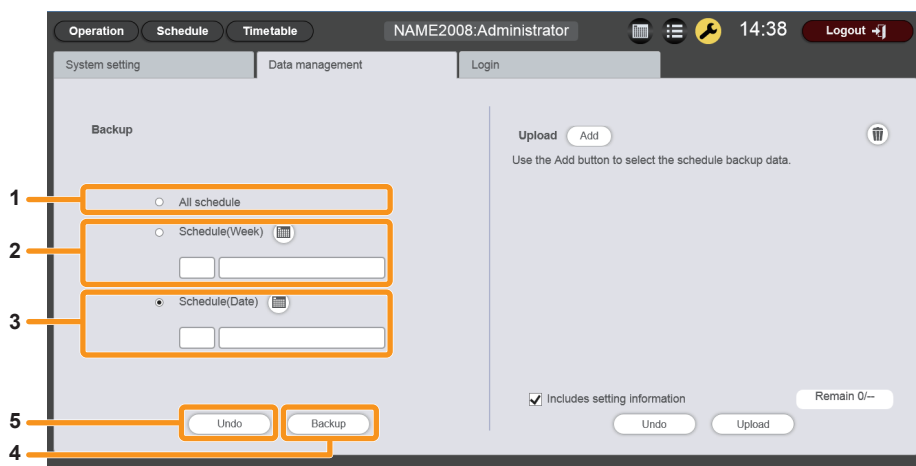 Operation Schedule Timetable NAME2008:Administrator 14:38 Logout
System setting Data management Login
Backup
1 All schedule
2 Schedule(Week)
3 Schedule(Date)
5 Undo Backup
4
Upload Add
Use the Add button to select the schedule backup data.
Includes setting information Remain 0/--
Undo Upload